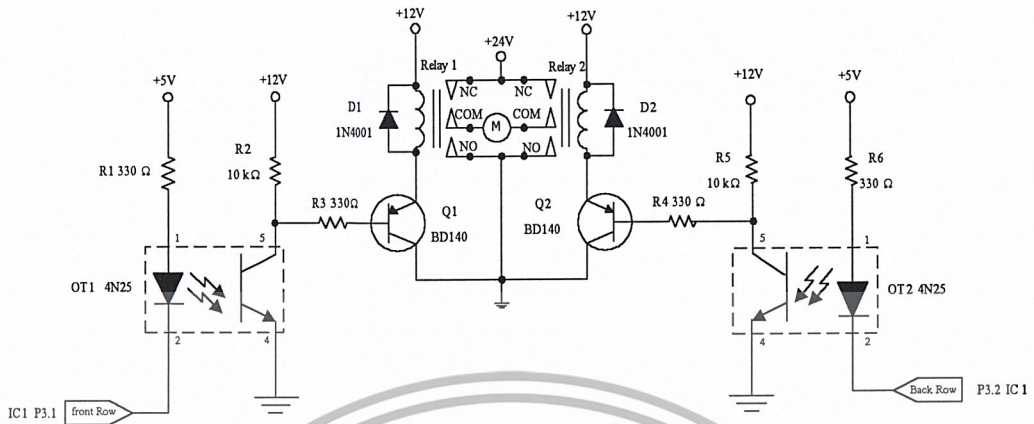 +12V
+12V
+24V
+5V
+12V
Relay 1
Relay 2
+12V
+5V
NC
NC
D1
1N4001
COM
COM
M
D2
1N4001
NO
NO
R1 330 Ω
R2
10 kΩ
R3 330Ω
Q1
BD140
Q2
BD140
R4 330 Ω
R5
10 kΩ
R6
330 Ω
1
5
5
1
OT1 4N25
OT2 4N25
2
4
4
2
IC1 P3.1
front Row
Back Row
P3.2 IC1